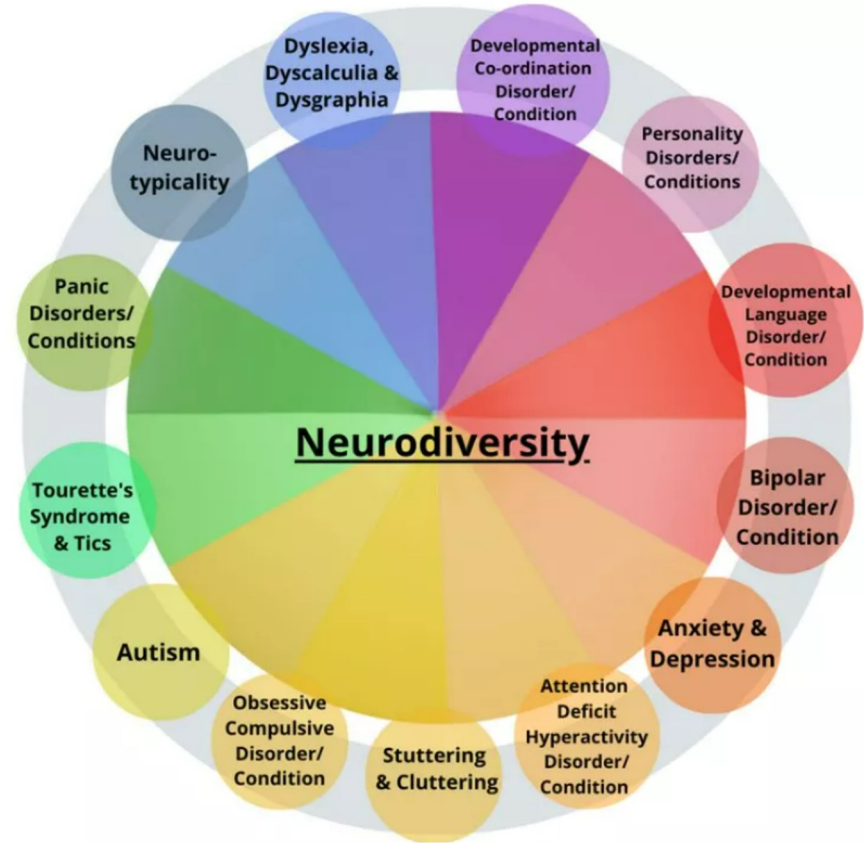 Dyslexia,
Dyscalculia &
Dysgraphia
Developmental
Co-ordination
Disorder/
Condition
Personality
Disorders/
Conditions
Developmental
Language
Disorder/
Condition
Bipolar
Disorder/
Condition
Anxiety &
Depression
Attention
Deficit
Hyperactivity
Disorder/
Condition
Stuttering
& Cluttering
Obsessive
Compulsive
Disorder/
Condition
Autism
Tourette's
Syndrome
& Tics
Panic
Disorders/
Conditions
Neuro-
typicality
Neurodiversity